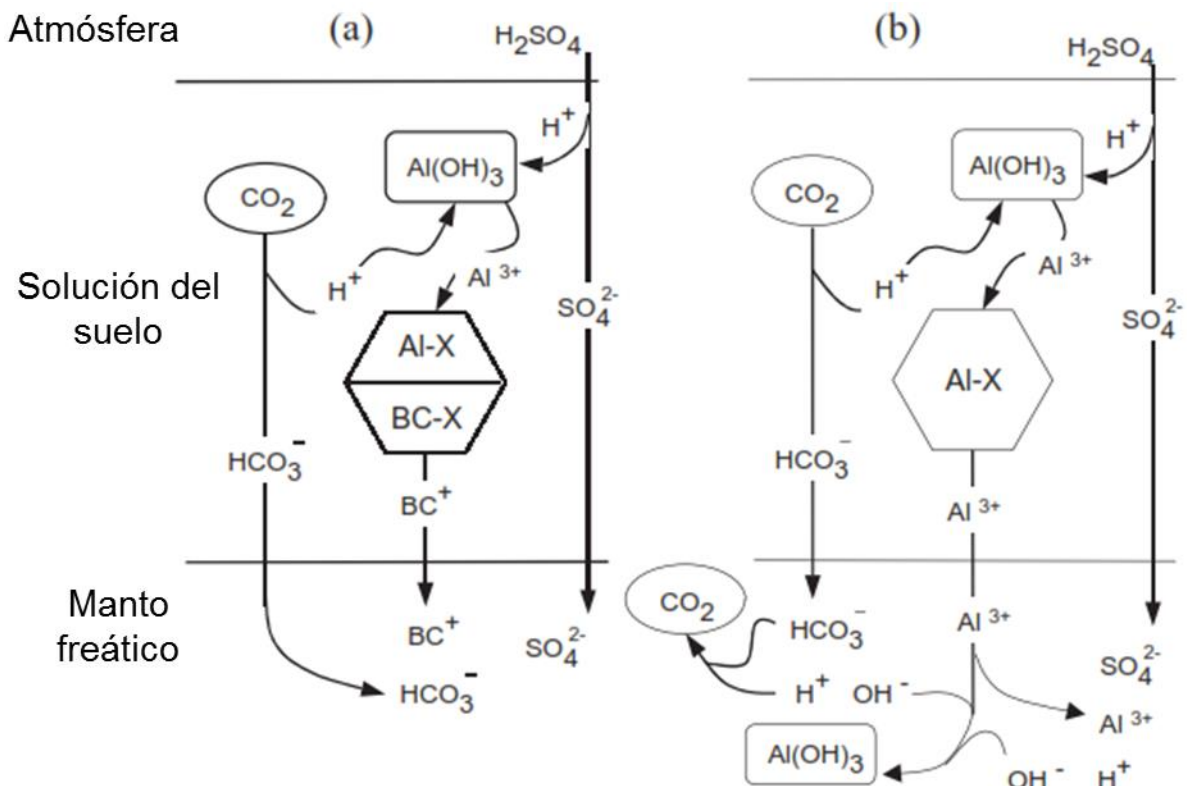 Atmósfera
(a)
H₂SO₄
H⁺
Al(OH)₃
CO₂
H⁺
Al ³⁺
Solución del
suelo
SO₄²⁻
Al-X
BC-X
HCO₃⁻
BC⁺
Manto
freático
BC⁺
SO₄²⁻
HCO₃⁻
(b)
H₂SO₄
H⁺
Al(OH)₃
CO₂
H⁺
Al ³⁺
SO₄²⁻
Al-X
HCO₃⁻
Al ³⁺
CO₂
HCO₃⁻
Al ³⁺
SO₄²⁻
H⁺ OH⁻
Al ³⁺
Al(OH)₃
OH⁻ H⁺